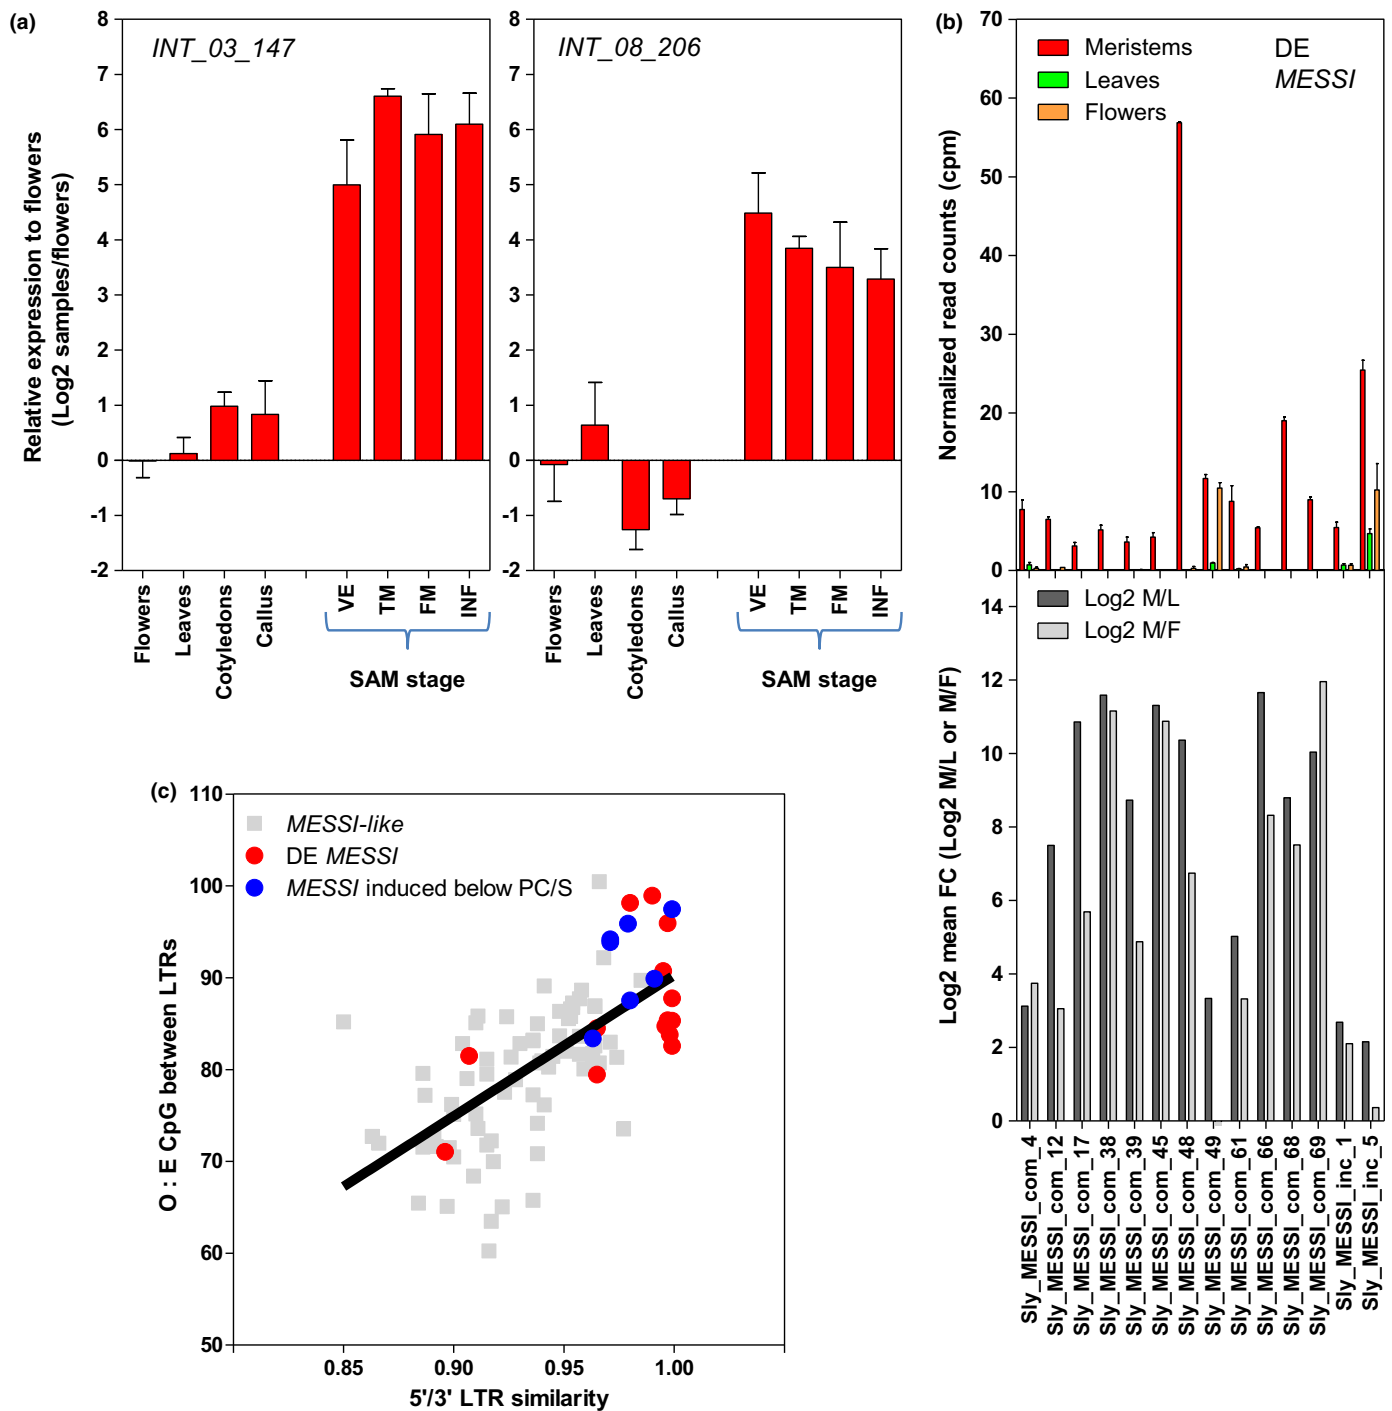 (a)
8
7
6
5
4
3
2
1
0
-1
-2
Relative expression to flowers
(Log2 samples/flowers)
INT_03_147
Flowers
Leaves
Cotyledons
Callus
VE
TM
FM
INF
SAM stage
8
7
6
5
4
3
2
1
0
-1
-2
INT_08_206
Flowers
Leaves
Cotyledons
Callus
VE
TM
FM
INF
SAM stage
(b)
70
60
50
40
30
20
10
0
Normalized read counts (cpm)
Meristems
Leaves
Flowers
DE
MESSI
14
12
10
8
6
4
2
0
Log2 mean FC (Log2 M/L or M/F)
Log2 M/L
Log2 M/F
Sly_MESSI_com_4
Sly_MESSI_com_12
Sly_MESSI_com_17
Sly_MESSI_com_38
Sly_MESSI_com_39
Sly_MESSI_com_45
Sly_MESSI_com_48
Sly_MESSI_com_49
Sly_MESSI_com_61
Sly_MESSI_com_66
Sly_MESSI_com_68
Sly_MESSI_com_69
Sly_MESSI_inc_1
Sly_MESSI_inc_5
(c)
110
100
90
80
70
60
50
O : E CpG between LTRs
MESSI-like
DE MESSI
MESSI induced below PC/S
0.85
0.90
0.95
1.00
5'/3' LTR similarity